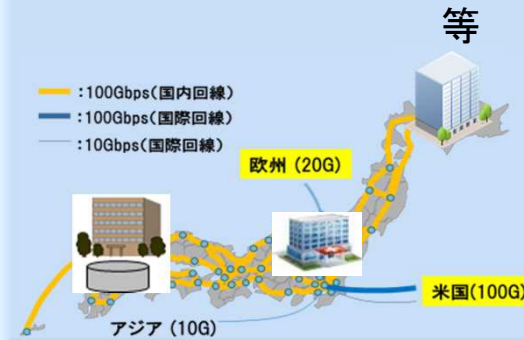 等
:100Gbps(国内回線)
:100Gbps(国際回線)
:10Gbps(国際回線)
欧州 (20G)
米国(100G)
アジア (10G)